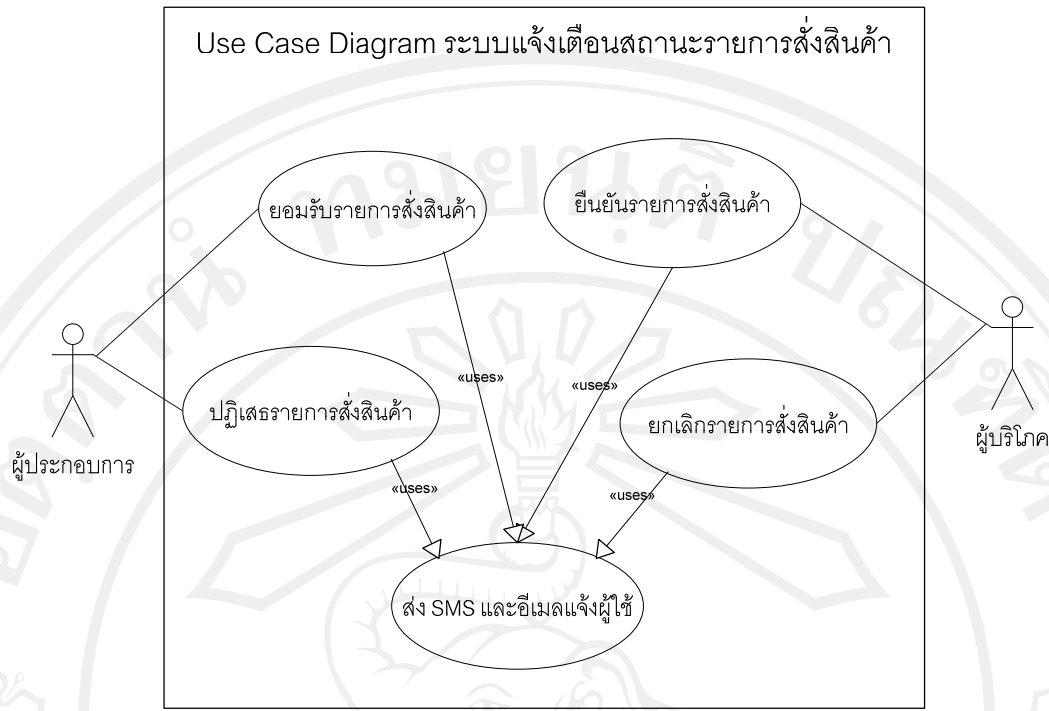 Use Case Diagram ระบบแจ้งเตือนสถานะรายการสั่งสินค้า
ยอมรับรายการสั่งสินค้า
ยืนยันรายการสั่งสินค้า
«uses»
«uses»
ปฏิเสธรายการสั่งสินค้า
ยกเลิกรายการสั่งสินค้า
ผู้ประกอบการ
ผู้บริโภค
«uses»
«uses»
ส่ง SMS และอีเมลแจ้งผู้ใช้